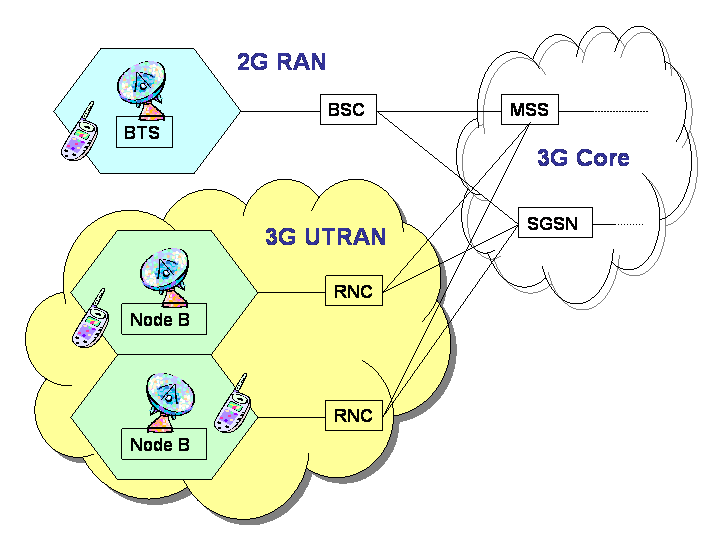 2G RAN
BTS
BSC
MSS
3G Core
SGSN
3G UTRAN
Node B
RNC
Node B
RNC